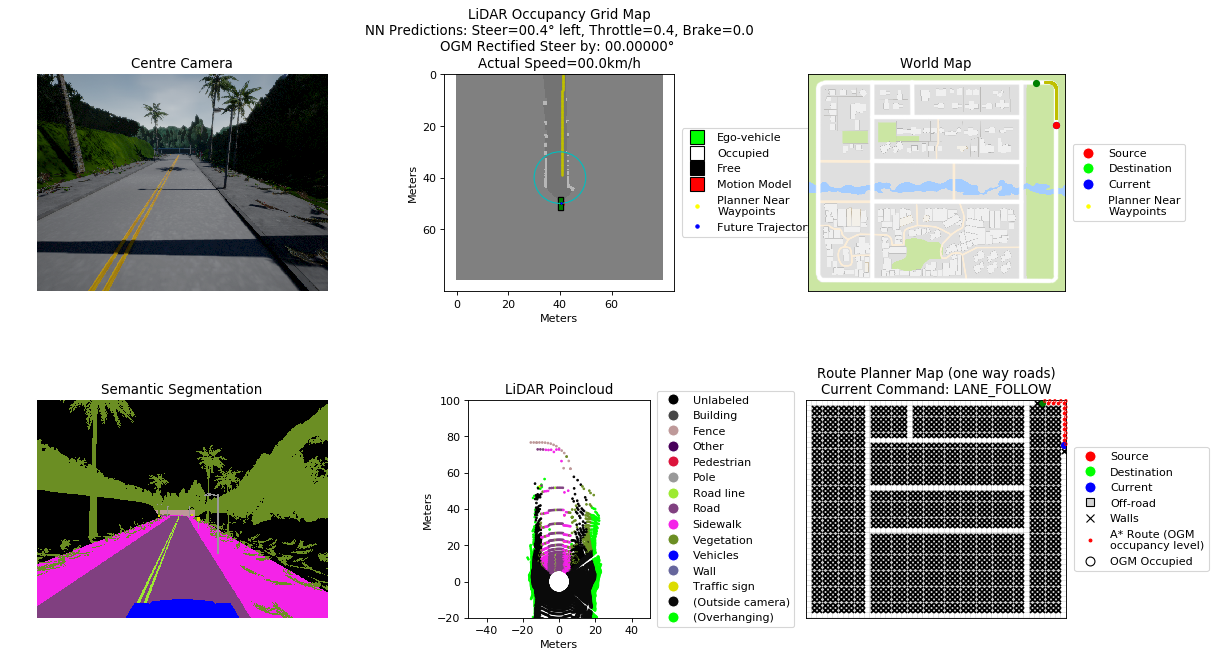 Centre Camera
LiDAR Occupancy Grid Map
NN Predictions: Steer=00.4° left, Throttle=0.4, Brake=0.0
OGM Rectified Steer by: 00.00000°
Actual Speed=00.0km/h
0
20
40
60
Meters
0
20
40
60
Meters
Ego-vehicle
Occupied
Free
Motion Model
Planner Near
Waypoints
Future Trajector
World Map
Source
Destination
Current
Planner Near
Waypoints
Semantic Segmentation
LiDAR Poincloud
100
80
60
40
20
0
−20
Meters
−40
−20
0
20
40
Meters
Unlabeled
Building
Fence
Other
Pedestrian
Pole
Road line
Road
Sidewalk
Vegetation
Vehicles
Wall
Traffic sign
(Outside camera)
(Overhanging)
Route Planner Map (one way roads)
Current Command: LANE_FOLLOW
Source
Destination
Current
Off-road
Walls
A* Route (OGM
occupancy level)
OGM Occupied